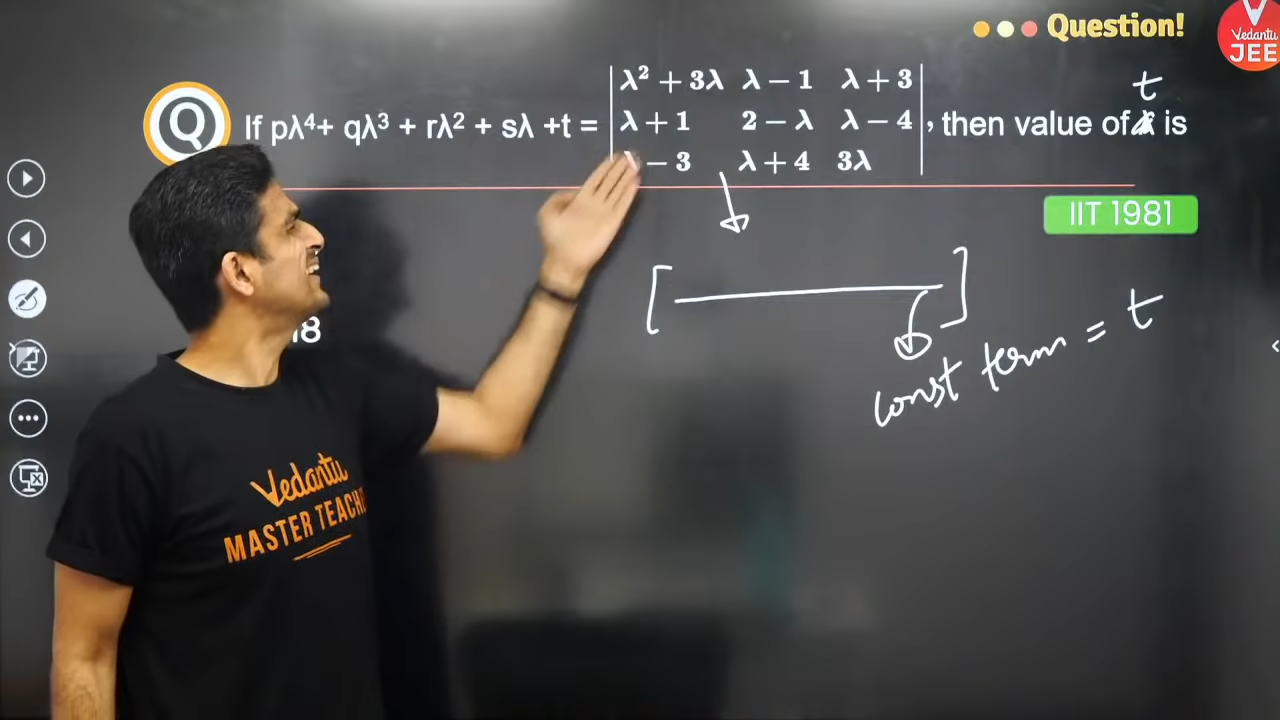 Question!
Vedantu
JEE
t
Q If pλ⁴+ qλ³ + rλ² + sλ +t = | λ² + 3λ λ − 1 λ + 3 |
| λ + 1 2 − λ λ − 4 | , then value of is
| − 3 λ + 4 3λ |
IIT 1981
[ ]
const term = t
18
Vedantu
MASTER